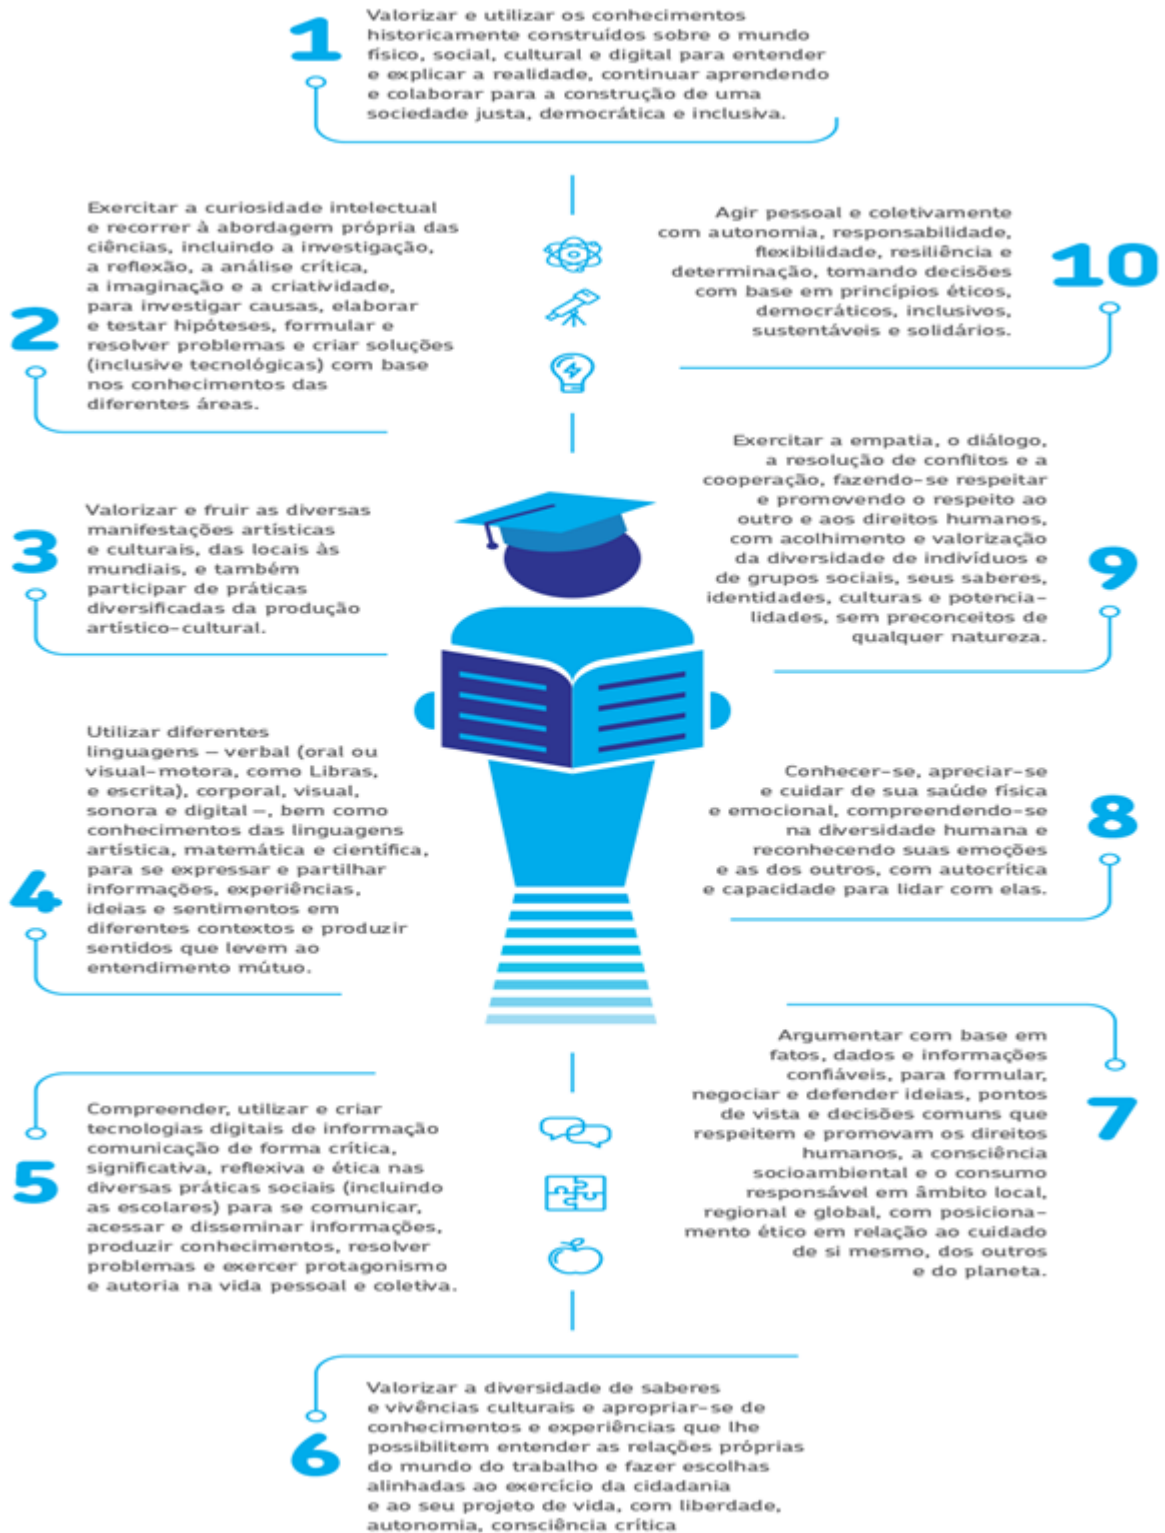 1
Valorizar e utilizar os conhecimentos
historicamente construídos sobre o mundo
físico, social, cultural e digital para entender
e explicar a realidade, continuar aprendendo
e colaborar para a construção de uma
sociedade justa, democrática e inclusiva.
2
Exercitar a curiosidade intelectual
e recorrer à abordagem própria das
ciências, incluindo a investigação,
a reflexão, a análise crítica,
a imaginação e a criatividade,
para investigar causas, elaborar
e testar hipóteses, formular e
resolver problemas e criar soluções
(inclusive tecnológicas) com base
nos conhecimentos das
diferentes áreas.
3
Valorizar e fruir as diversas
manifestações artísticas
e culturais, das locais às
mundiais, e também
participar de práticas
diversificadas da produção
artístico-cultural.
4
Utilizar diferentes
linguagens – verbal (oral ou
visual-motora, como Libras,
e escrita), corporal, visual,
sonora e digital –, bem como
conhecimentos das linguagens
artística, matemática e científica,
para se expressar e partilhar
informações, experiências,
ideias e sentimentos em
diferentes contextos e produzir
sentidos que levem ao
entendimento mútuo.
5
Compreender, utilizar e criar
tecnologias digitais de informação
comunicação de forma crítica,
significativa, reflexiva e ética nas
diversas práticas sociais (incluindo
as escolares) para se comunicar,
acessar e disseminar informações,
produzir conhecimentos, resolver
problemas e exercer protagonismo
e autoria na vida pessoal e coletiva.
6
Valorizar a diversidade de saberes
e vivências culturais e apropriar-se de
conhecimentos e experiências que lhe
possibilitem entender as relações próprias
do mundo do trabalho e fazer escolhas
alinhadas ao exercício da cidadania
e ao seu projeto de vida, com liberdade,
autonomia, consciência crítica
7
Argumentar com base em
fatos, dados e informações
confiáveis, para formular,
negociar e defender ideias, pontos
de vista e decisões comuns que
respeitem e promovam os direitos
humanos, a consciência
socioambiental e o consumo
responsável em âmbito local,
regional e global, com posiciona-
mento ético em relação ao cuidado
de si mesmo, dos outros
e do planeta.
8
Conhecer-se, apreciar-se
e cuidar de sua saúde física
e emocional, compreendendo-se
na diversidade humana e
reconhecendo suas emoções
e as dos outros, com autocrítica
e capacidade para lidar com elas.
9
Exercitar a empatia, o diálogo,
a resolução de conflitos e a
cooperação, fazendo-se respeitar
e promovendo o respeito ao
outro e aos direitos humanos,
com acolhimento e valorização
da diversidade de indivíduos e
de grupos sociais, seus saberes,
identidades, culturas e potencia-
lidades, sem preconceitos de
qualquer natureza.
10
Agir pessoal e coletivamente
com autonomia, responsabilidade,
flexibilidade, resiliência e
determinação, tomando decisões
com base em princípios éticos,
democráticos, inclusivos,
sustentáveis e solidários.